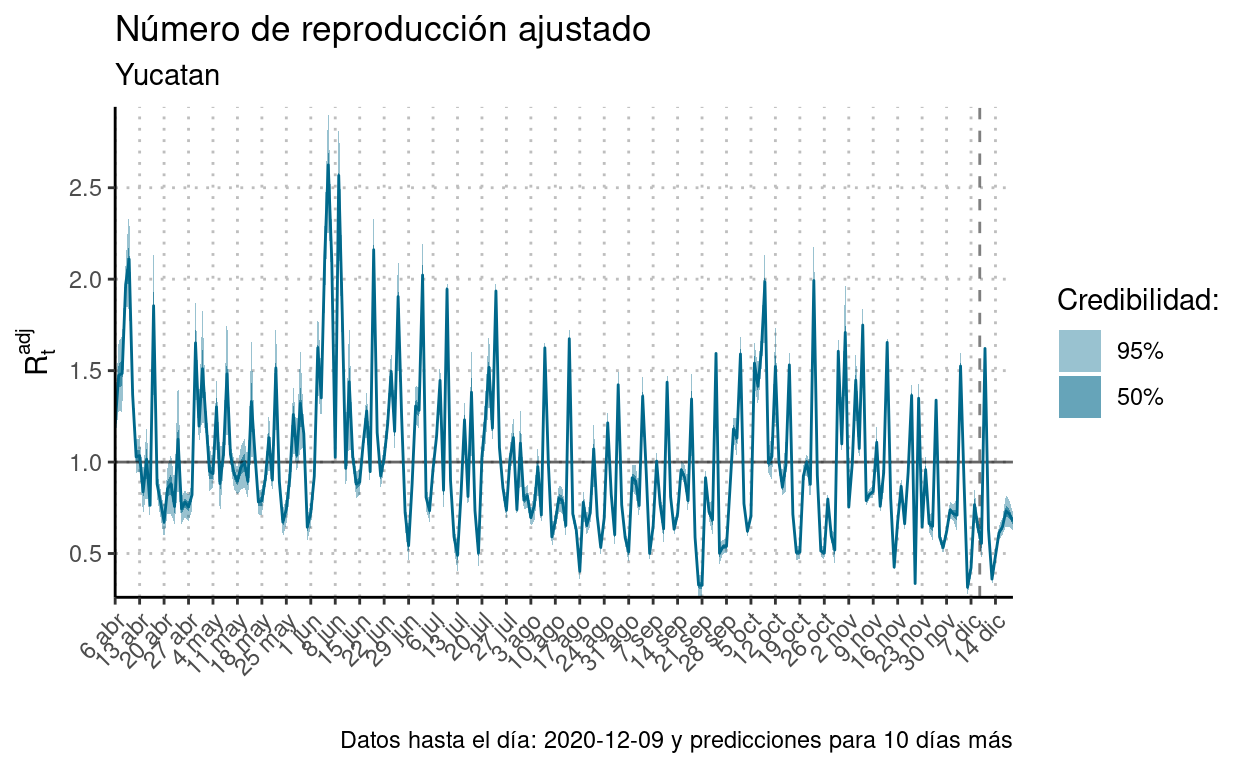 Número de reproducción ajustado
Yucatan
R_t^adj
2.5
2.0
1.5
1.0
0.5
6 abr
13 abr
20 abr
27 abr
4 may
11 may
18 may
25 may
1 jun
8 jun
15 jun
22 jun
29 jun
6 jul
13 jul
20 jul
27 jul
3 ago
10 ago
17 ago
24 ago
31 ago
7 sep
14 sep
21 sep
28 sep
5 oct
12 oct
19 oct
26 oct
2 nov
9 nov
16 nov
23 nov
30 nov
7 dic
14 dic
Credibilidad:
95%
50%
Datos hasta el día: 2020-12-09 y predicciones para 10 días más